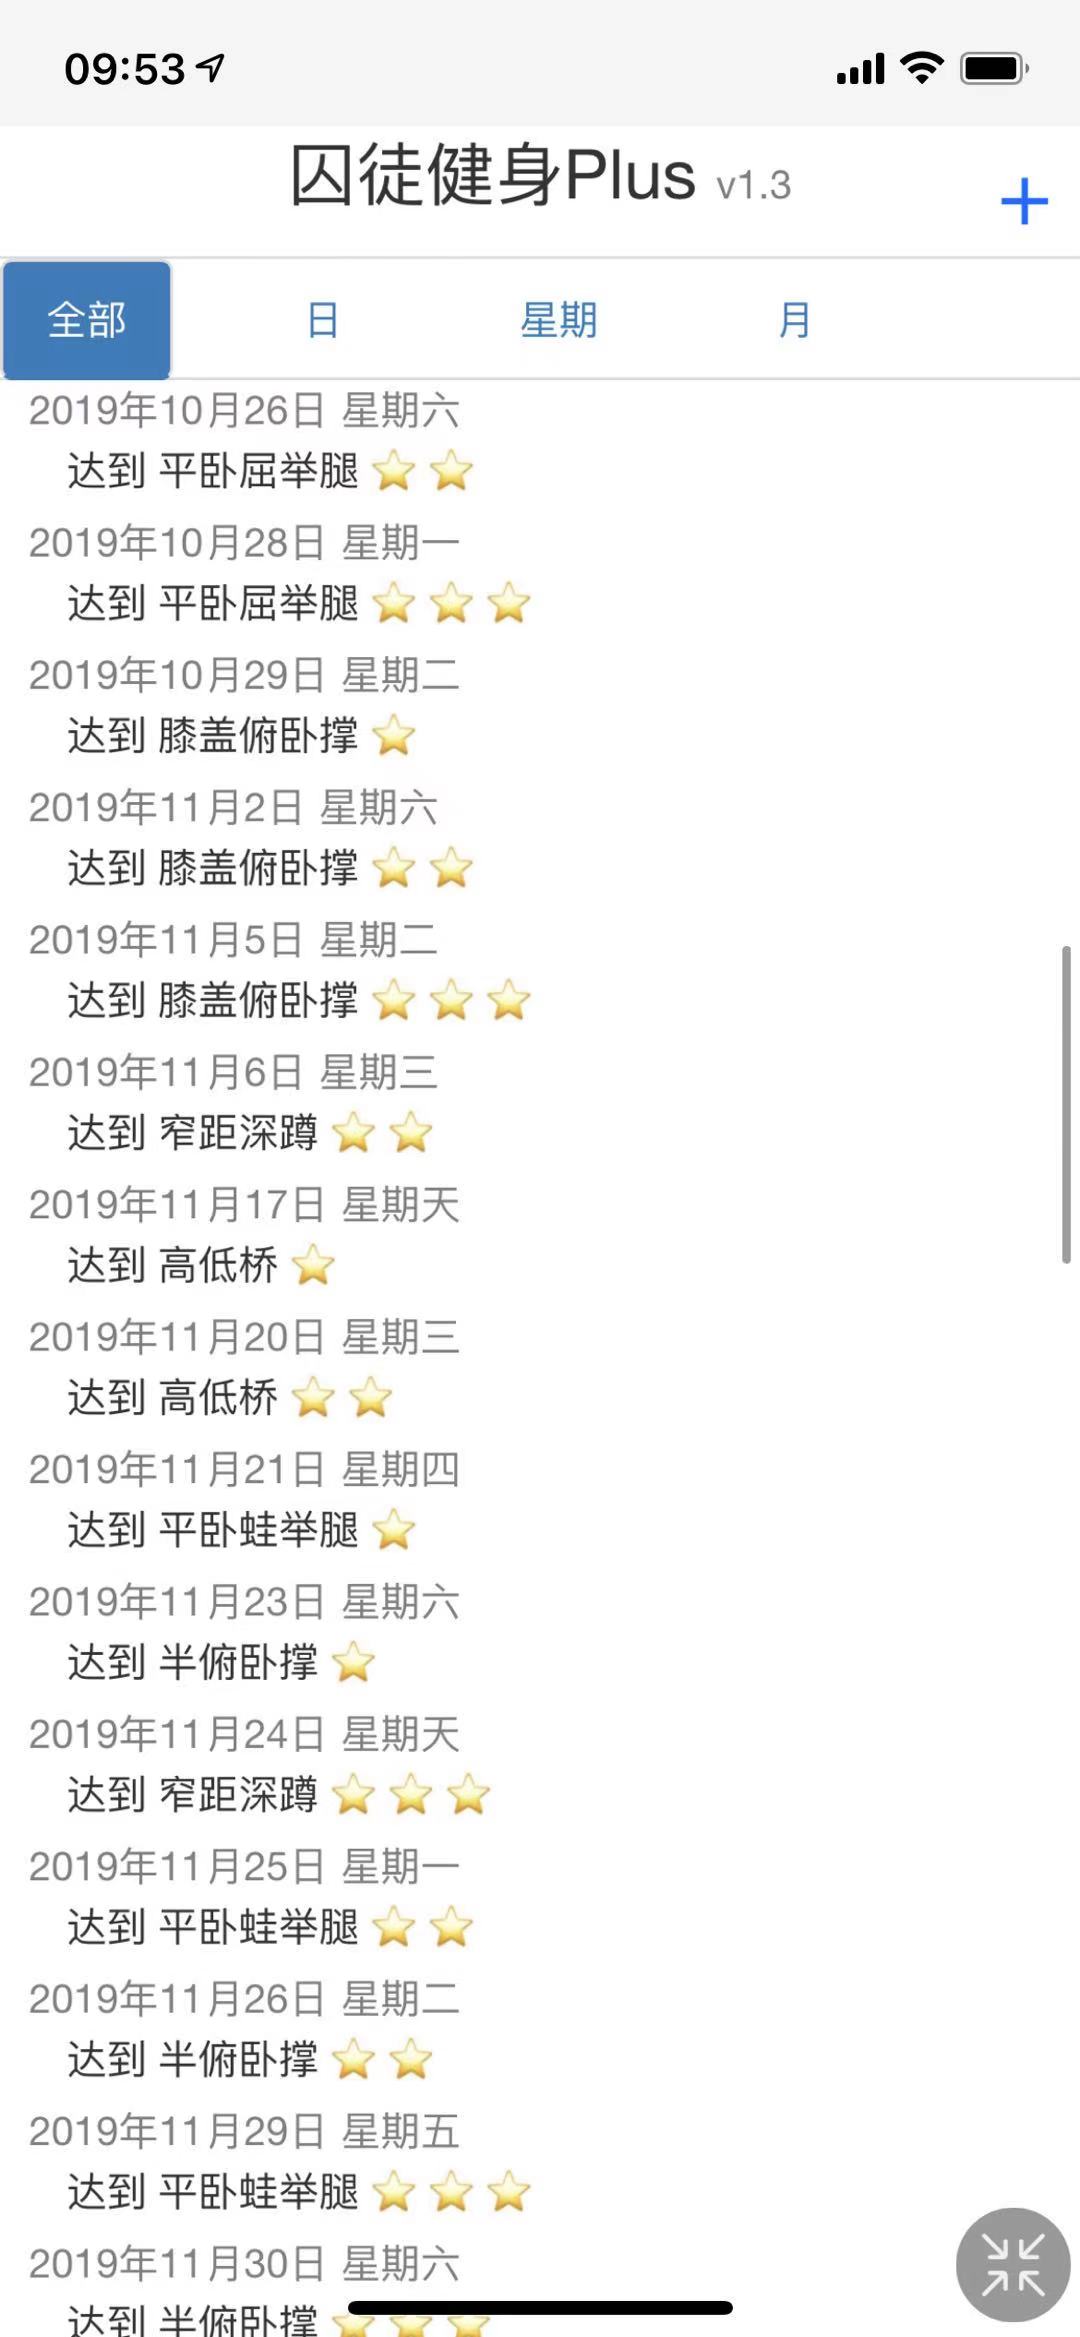 09:53
囚徒健身Plus v1.3
+
全部 日 星期 月
2019年10月26日 星期六
达到 平卧屈举腿 ⭐ ⭐
2019年10月28日 星期一
达到 平卧屈举腿 ⭐ ⭐ ⭐
2019年10月29日 星期二
达到 膝盖俯卧撑 ⭐
2019年11月2日 星期六
达到 膝盖俯卧撑 ⭐ ⭐
2019年11月5日 星期二
达到 膝盖俯卧撑 ⭐ ⭐ ⭐
2019年11月6日 星期三
达到 窄距深蹲 ⭐ ⭐
2019年11月17日 星期天
达到 高低桥 ⭐
2019年11月20日 星期三
达到 高低桥 ⭐ ⭐
2019年11月21日 星期四
达到 平卧蛙举腿 ⭐
2019年11月23日 星期六
达到 半俯卧撑 ⭐
2019年11月24日 星期天
达到 窄距深蹲 ⭐ ⭐ ⭐
2019年11月25日 星期一
达到 平卧蛙举腿 ⭐ ⭐
2019年11月26日 星期二
达到 半俯卧撑 ⭐ ⭐
2019年11月29日 星期五
达到 平卧蛙举腿 ⭐ ⭐ ⭐
2019年11月30日 星期六
达到 半俯卧撑 ⭐ ⭐ ⭐